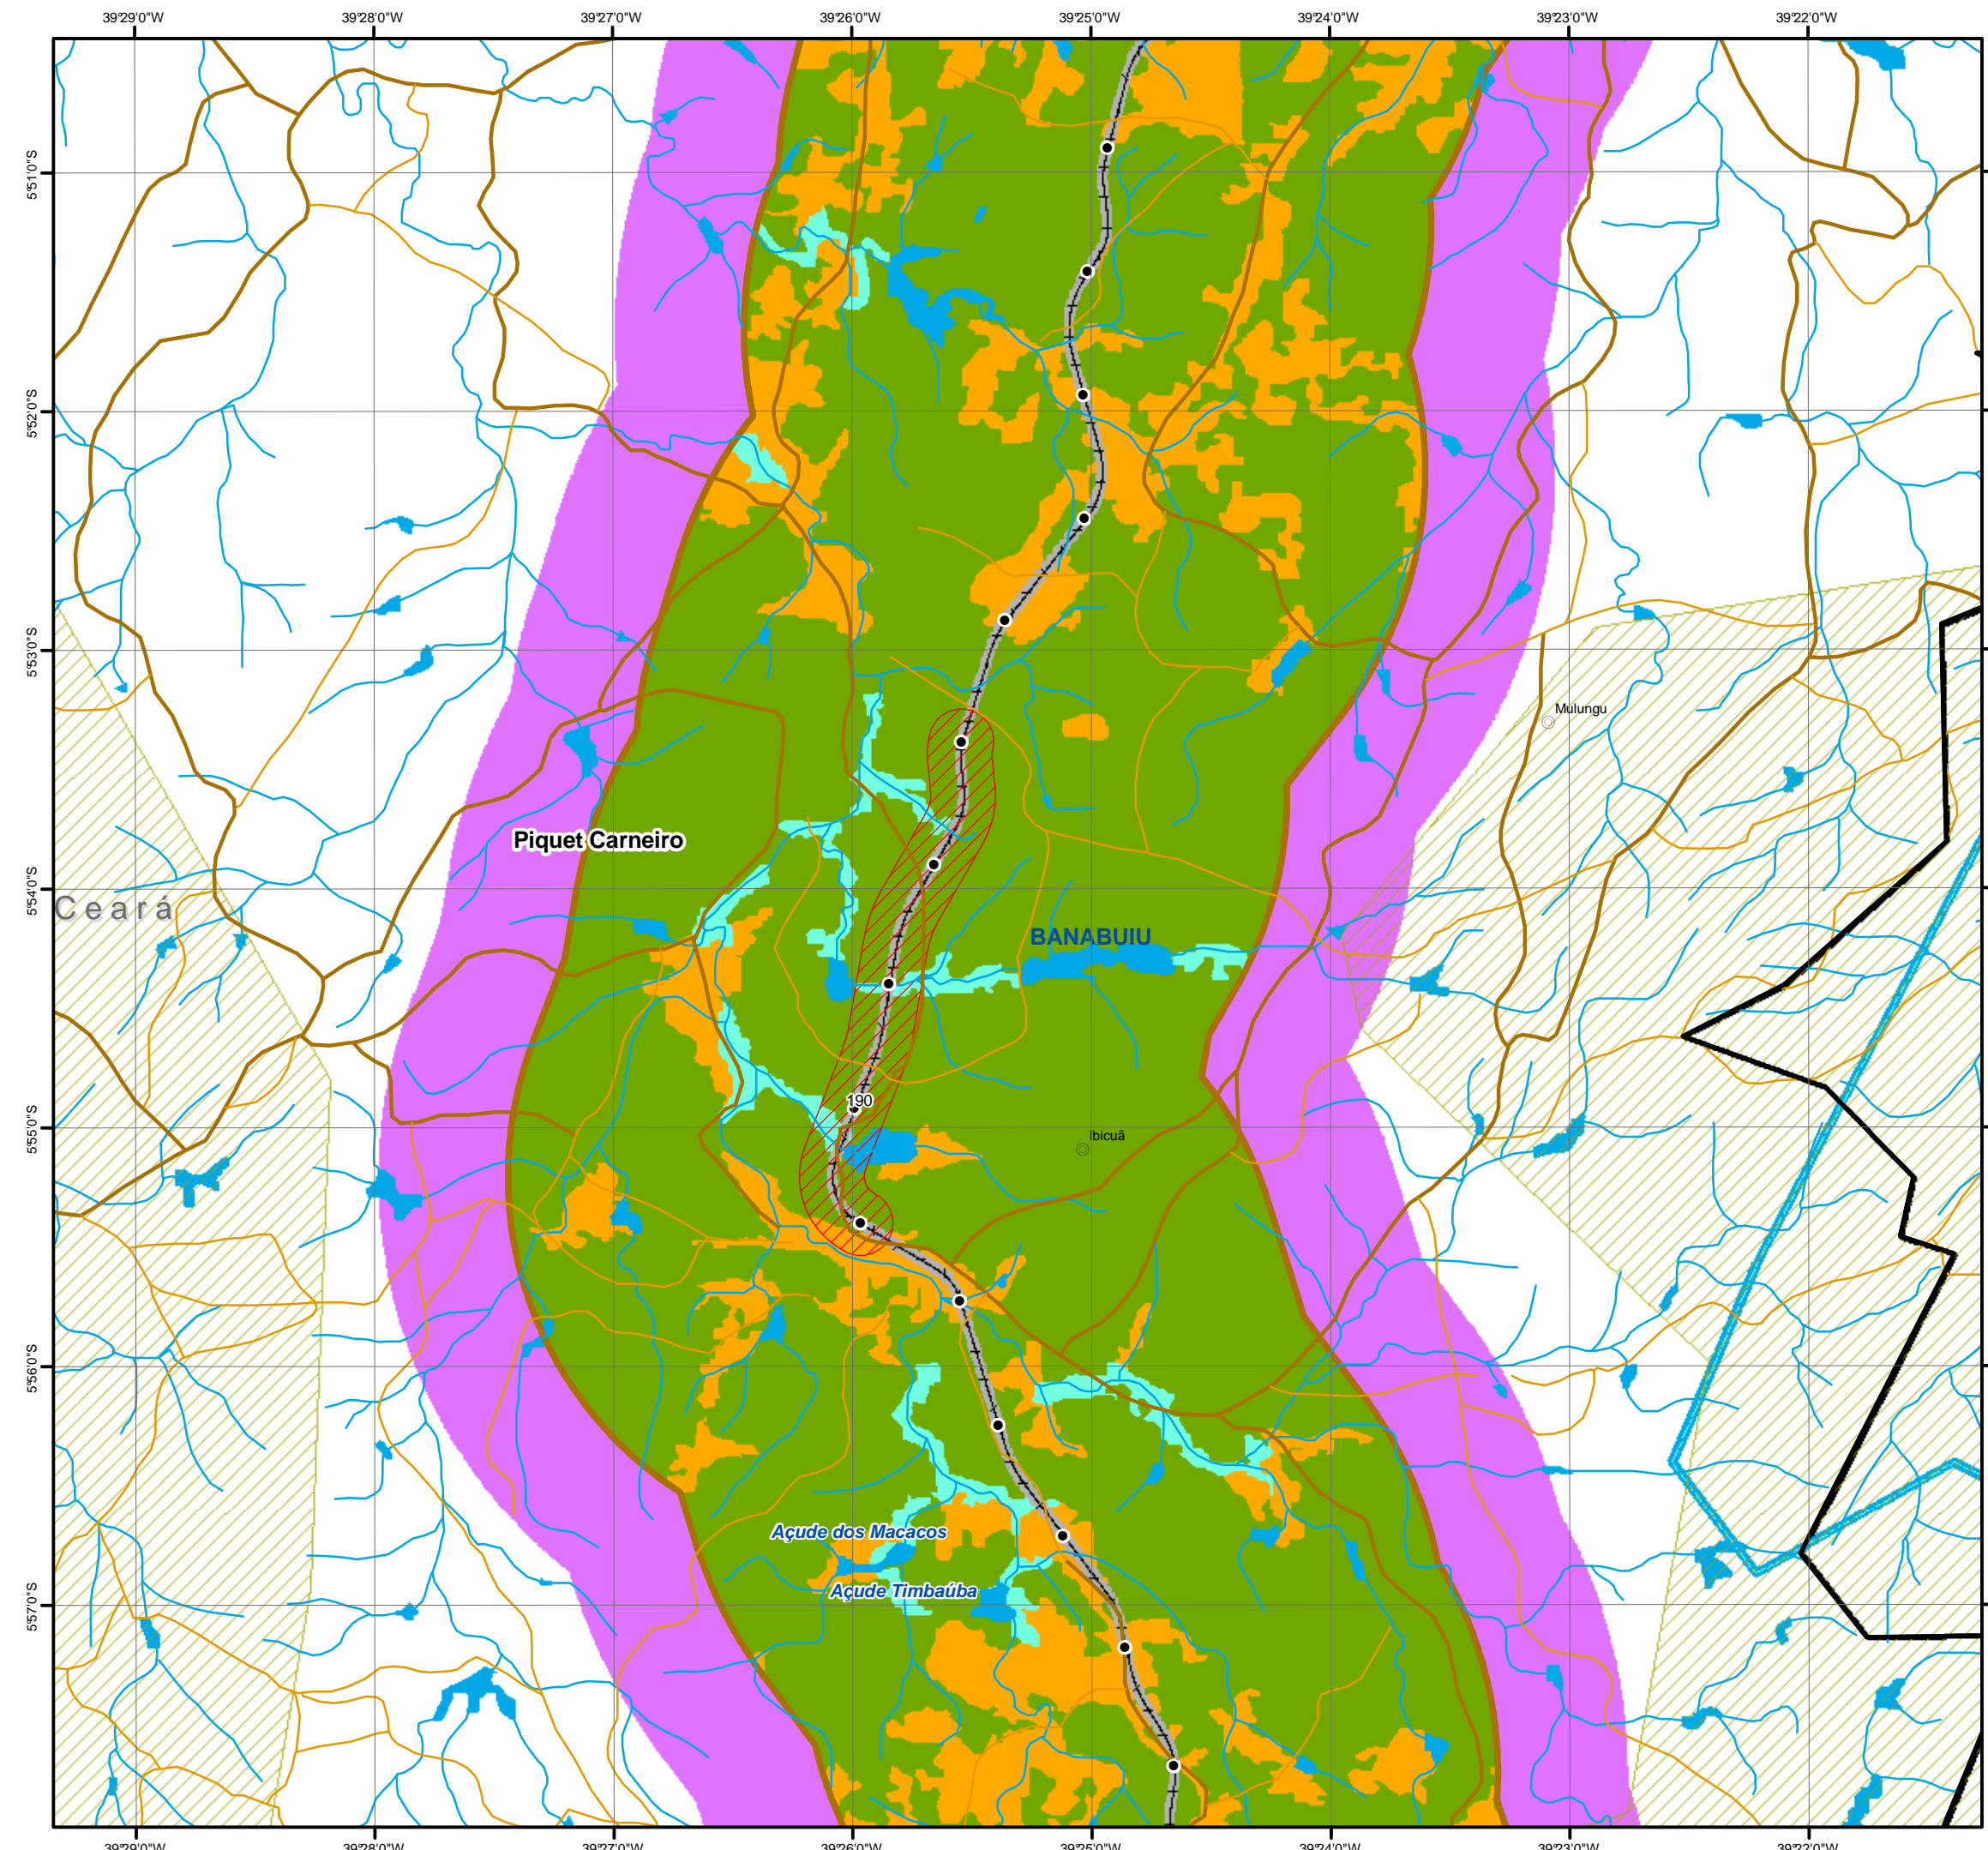 39°29'0"W 39°28'0"W 39°27'0"W 39°26'0"W 39°25'0"W 39°24'0"W 39°23'0"W 39°22'0"W
5°51'0"S
5°52'0"S
5°53'0"S
Mulungu
Piquet Carneiro
5°54'0"S
Ceará
BANABUIU
190
5°55'0"S
Ibicuã
5°56'0"S
Açude dos Macacos
Açude Timbaúba
5°57'0"S
39°29'0"W 39°28'0"W 39°27'0"W 39°26'0"W 39°25'0"W 39°24'0"W 39°23'0"W 39°22'0"W